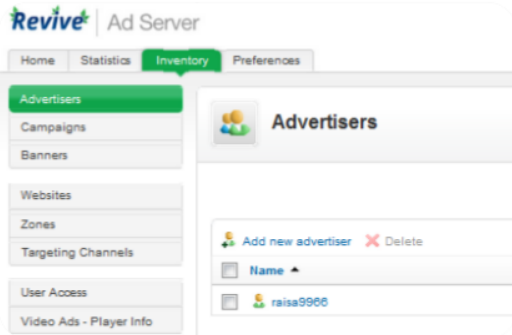 Revive Ad Server
Home Statistics Inventory Preferences
Advertisers
Campaigns
Banners
Websites
Zones
Targeting Channels
User Access
Video Ads - Player Info
Advertisers
Add new advertiser Delete
Name
raisa9966